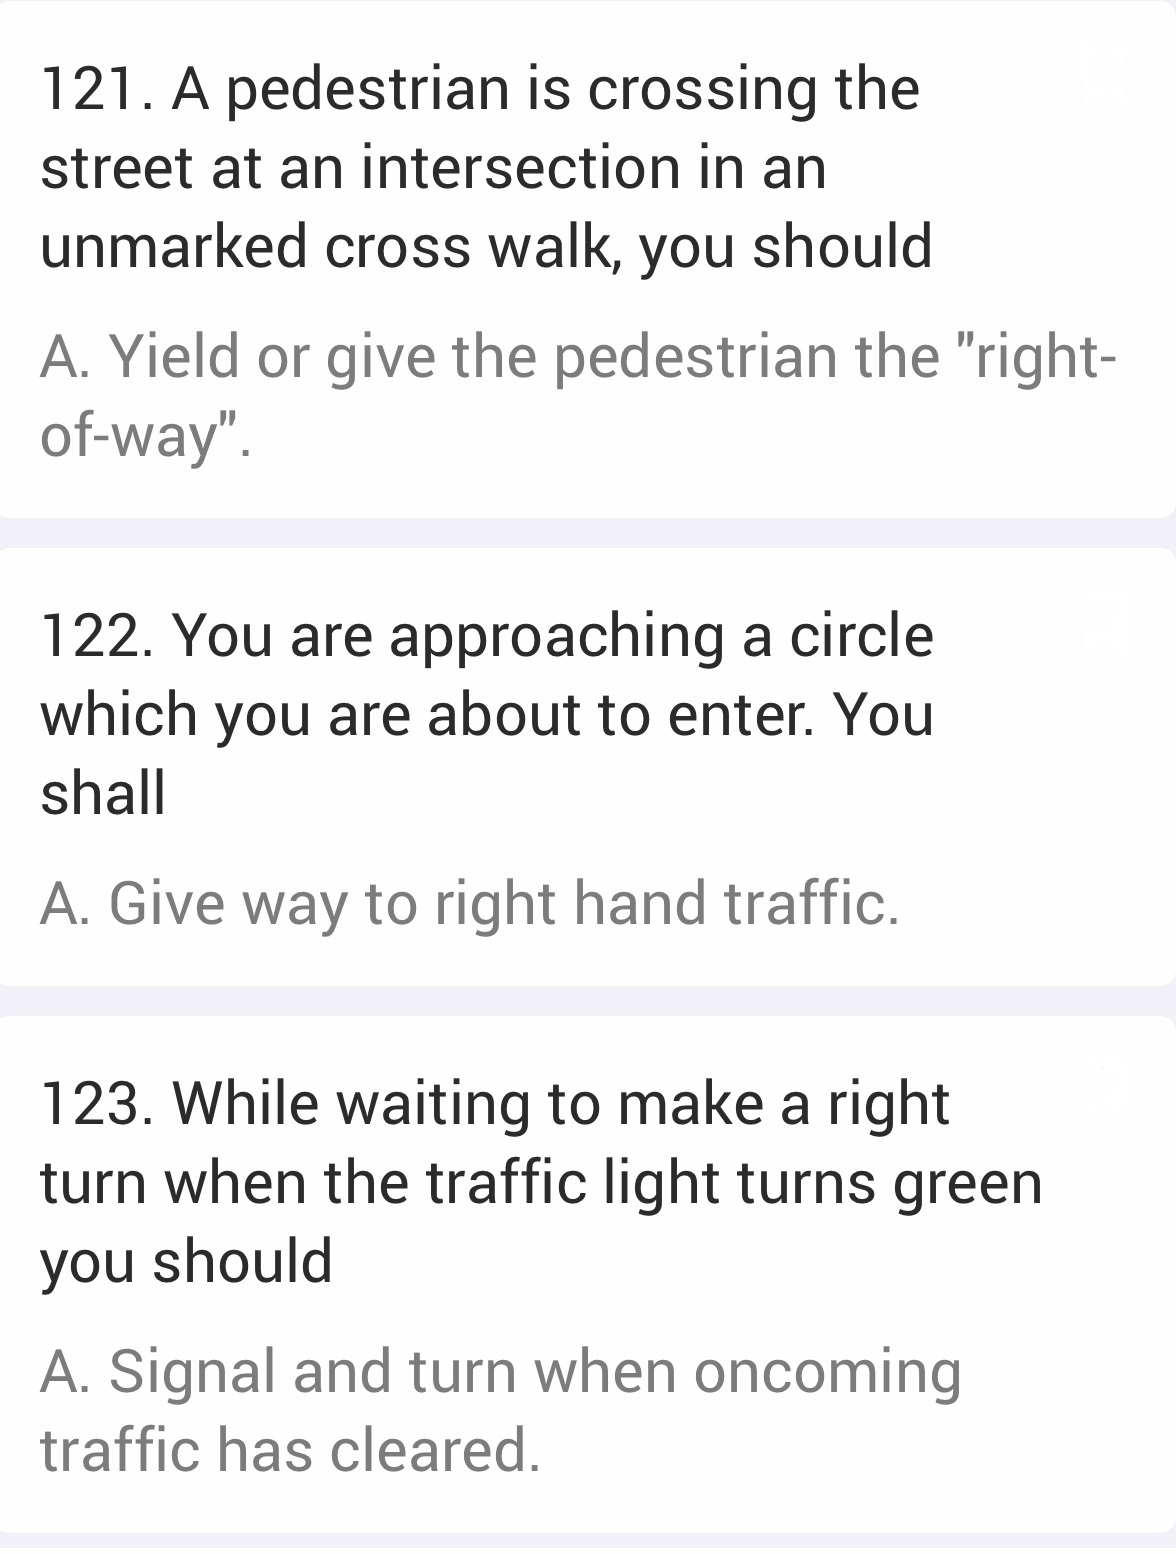 121. A pedestrian is crossing the
street at an intersection in an
unmarked cross walk, you should
A. Yield or give the pedestrian the "right-
of-way".
122. You are approaching a circle
which you are about to enter. You
shall
A. Give way to right hand traffic.
123. While waiting to make a right
turn when the traffic light turns green
you should
A. Signal and turn when oncoming
traffic has cleared.